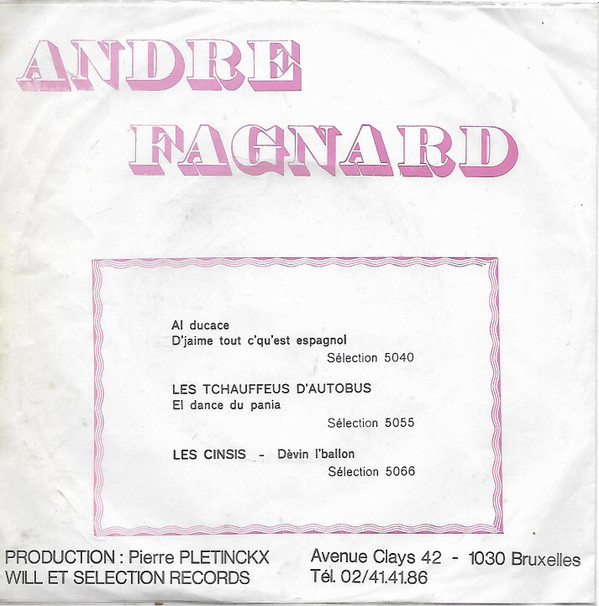 ANDRE
FAGNARD
Al ducace
D'jaime tout c'qu'est espagnol
Sélection 5040
LES TCHAUFFEUS D'AUTOBUS
El dance du pania
Sélection 5055
LES CINSIS - Dèvin l'ballon
Sélection 5066
PRODUCTION : Pierre PLETINCKX
WILL ET SELECTION RECORDS
Avenue Clays 42 - 1030 Bruxelles
Tél. 02/41.41.86